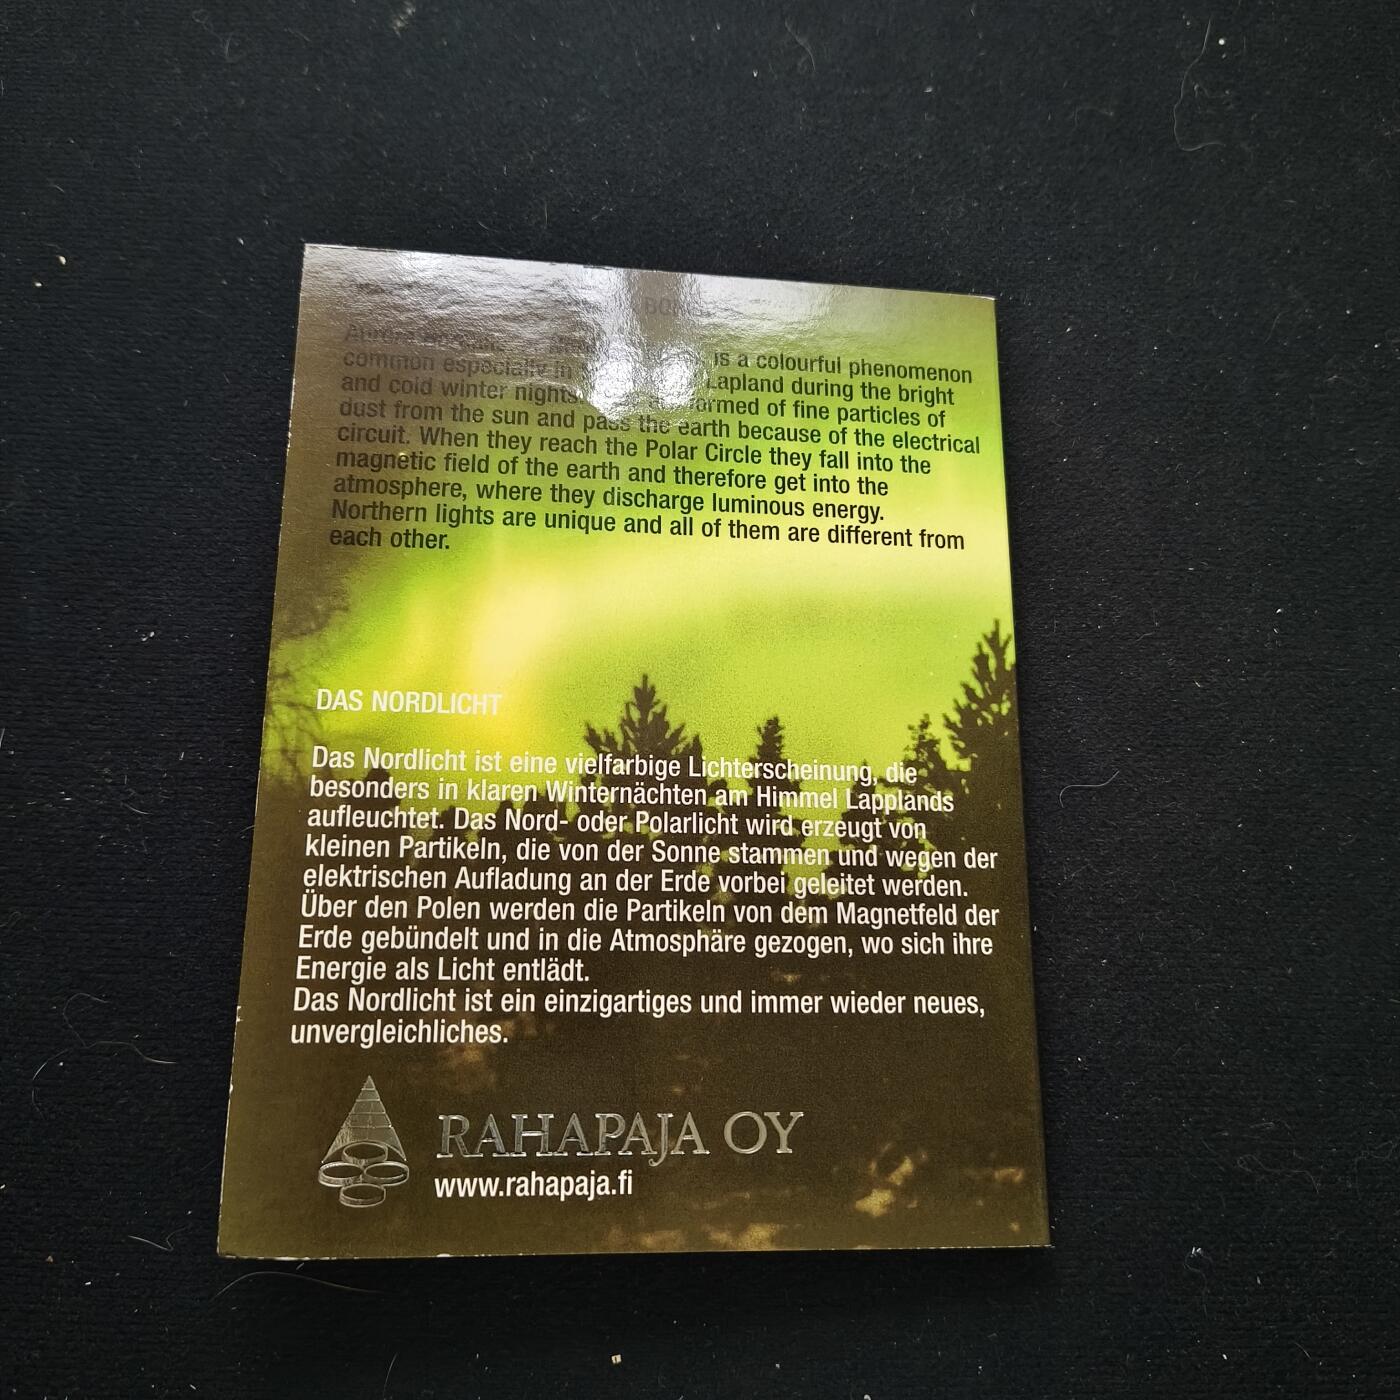 is a colourful phenomenon
common especially in Lapland during the bright
and cold winter nights formed of fine particles of
dust from the sun and pass the earth because of the electrical
circuit. When they reach the Polar Circle they fall into the
magnetic field of the earth and therefore get into the
atmosphere, where they discharge luminous energy.
Northern lights are unique and all of them are different from
each other.
DAS NORDLICHT
Das Nordlicht ist eine vielfarbige Lichterscheinung, die
besonders in klaren Winternächten am Himmel Lapplands
aufleuchtet. Das Nord- oder Polarlicht wird erzeugt von
kleinen Partikeln, die von der Sonne stammen und wegen der
elektrischen Aufladung an der Erde vorbei geleitet werden.
Über den Polen werden die Partikeln von dem Magnetfeld der
Erde gebündelt und in die Atmosphäre gezogen, wo sich ihre
Energie als Licht entlädt.
Das Nordlicht ist ein einzigartiges und immer wieder neues,
unvergleichliches.
RAHAPAJA OY
www.rahapaja.fi